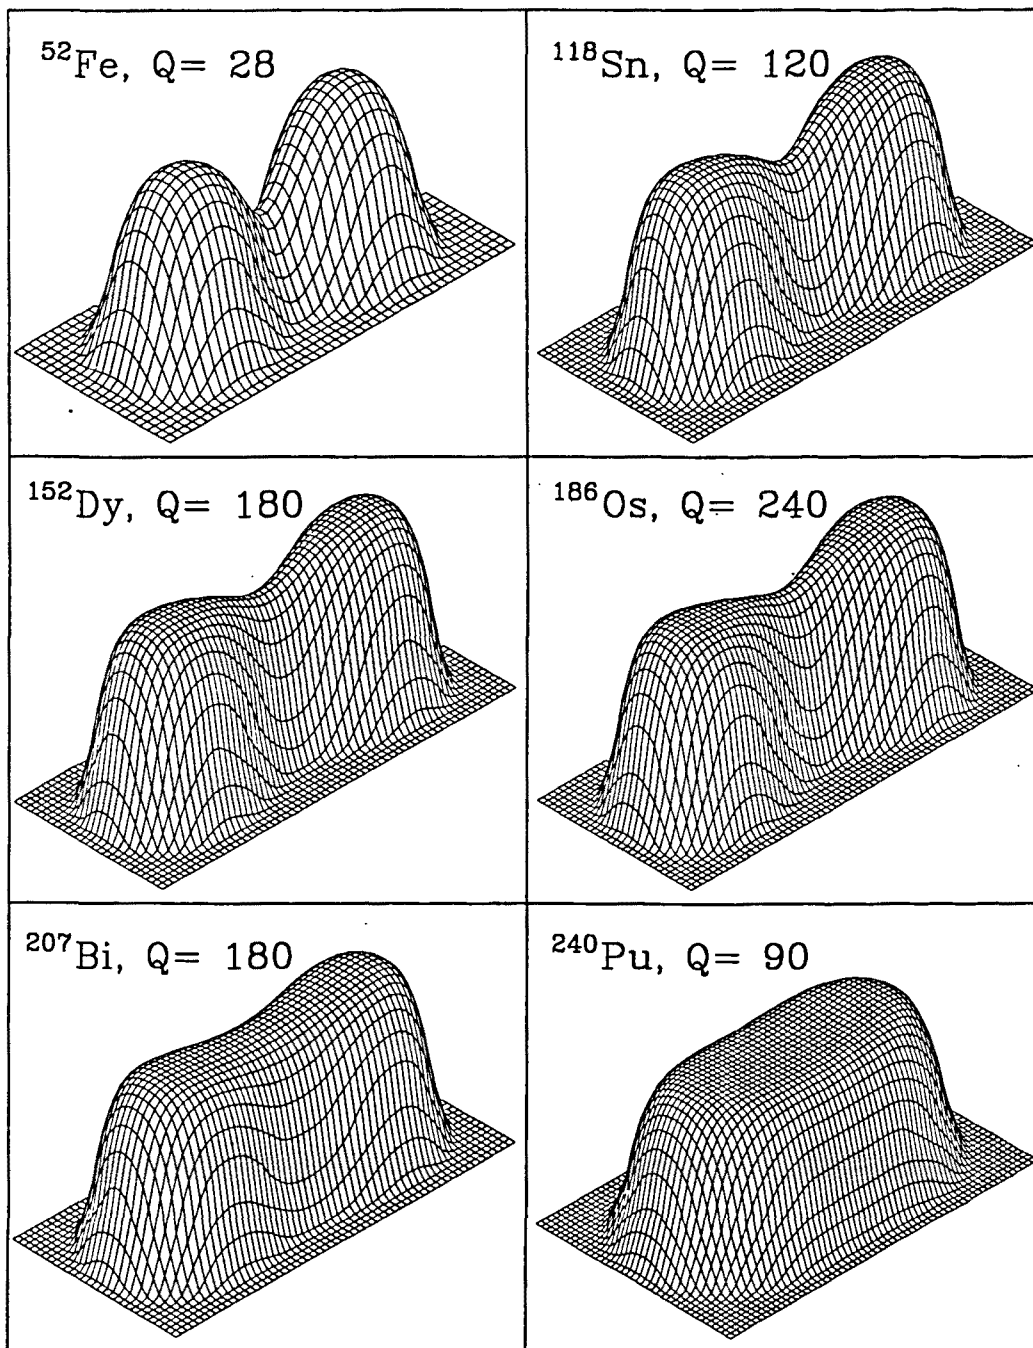 ⁵²Fe, Q= 28
¹¹⁸Sn, Q= 120
¹⁵²Dy, Q= 180
¹⁸⁶Os, Q= 240
²⁰⁷Bi, Q= 180
²⁴⁰Pu, Q= 90